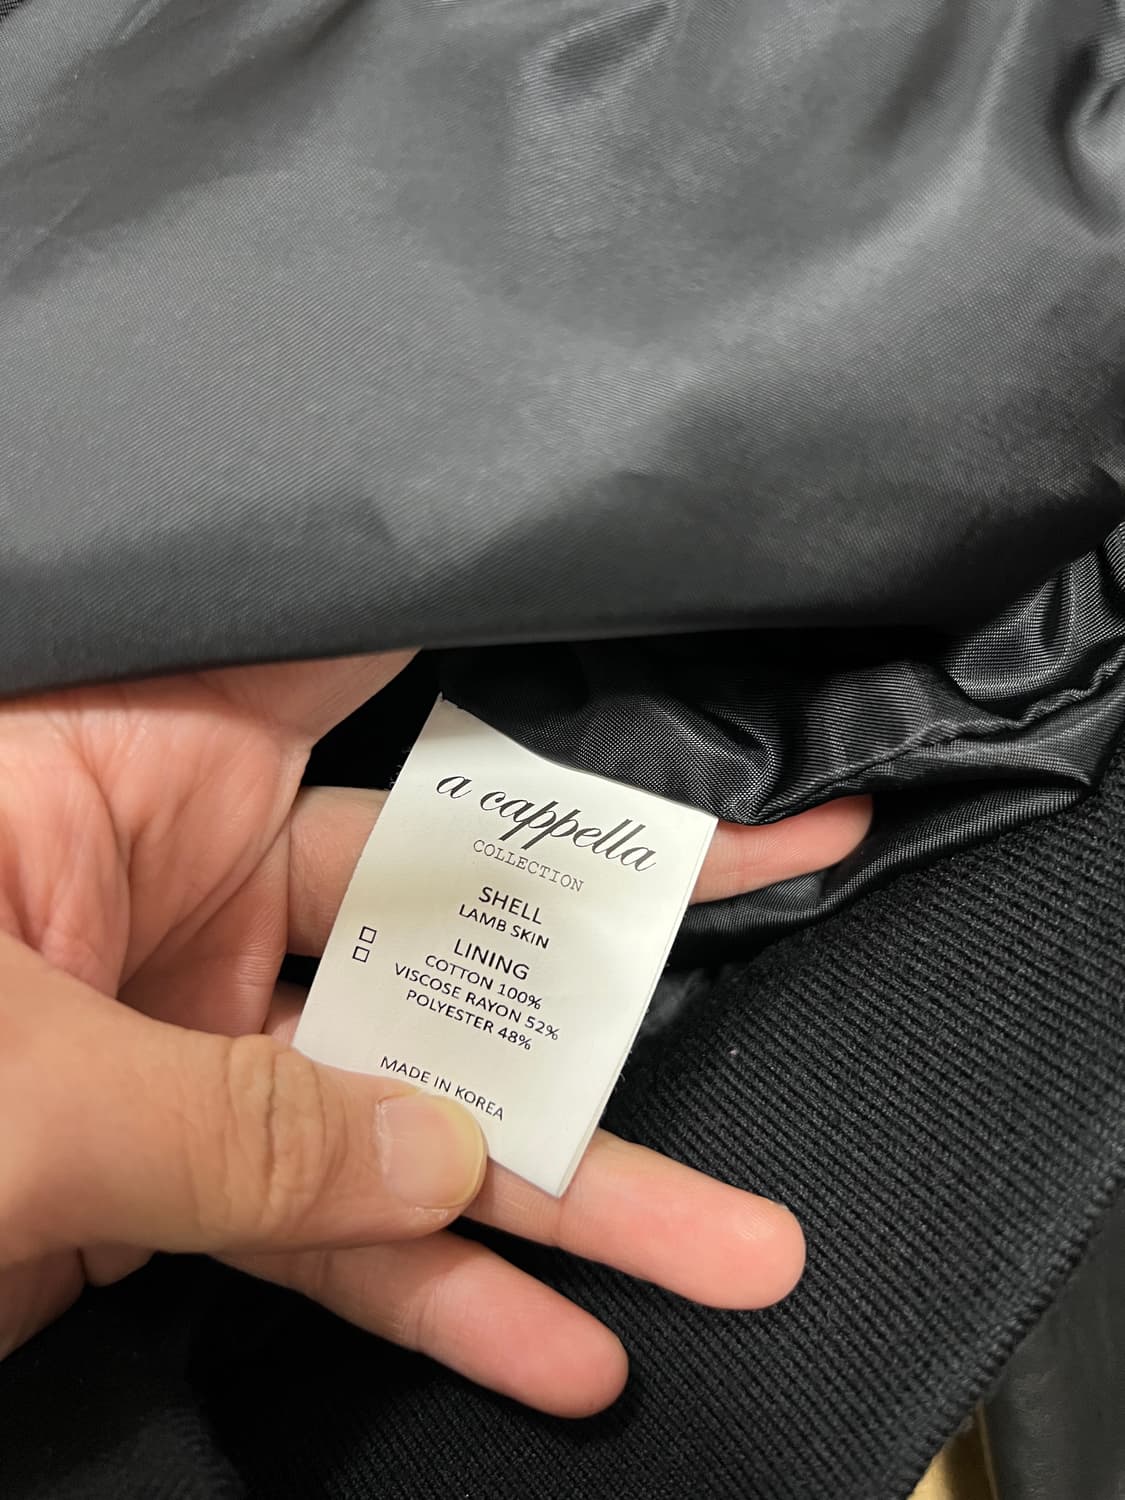 a cappella
COLLECTION
SHELL
LAMB SKIN
LINING
□ COTTON 100%
□ VISCOSE RAYON 52%
POLYESTER 48%
MADE IN KOREA